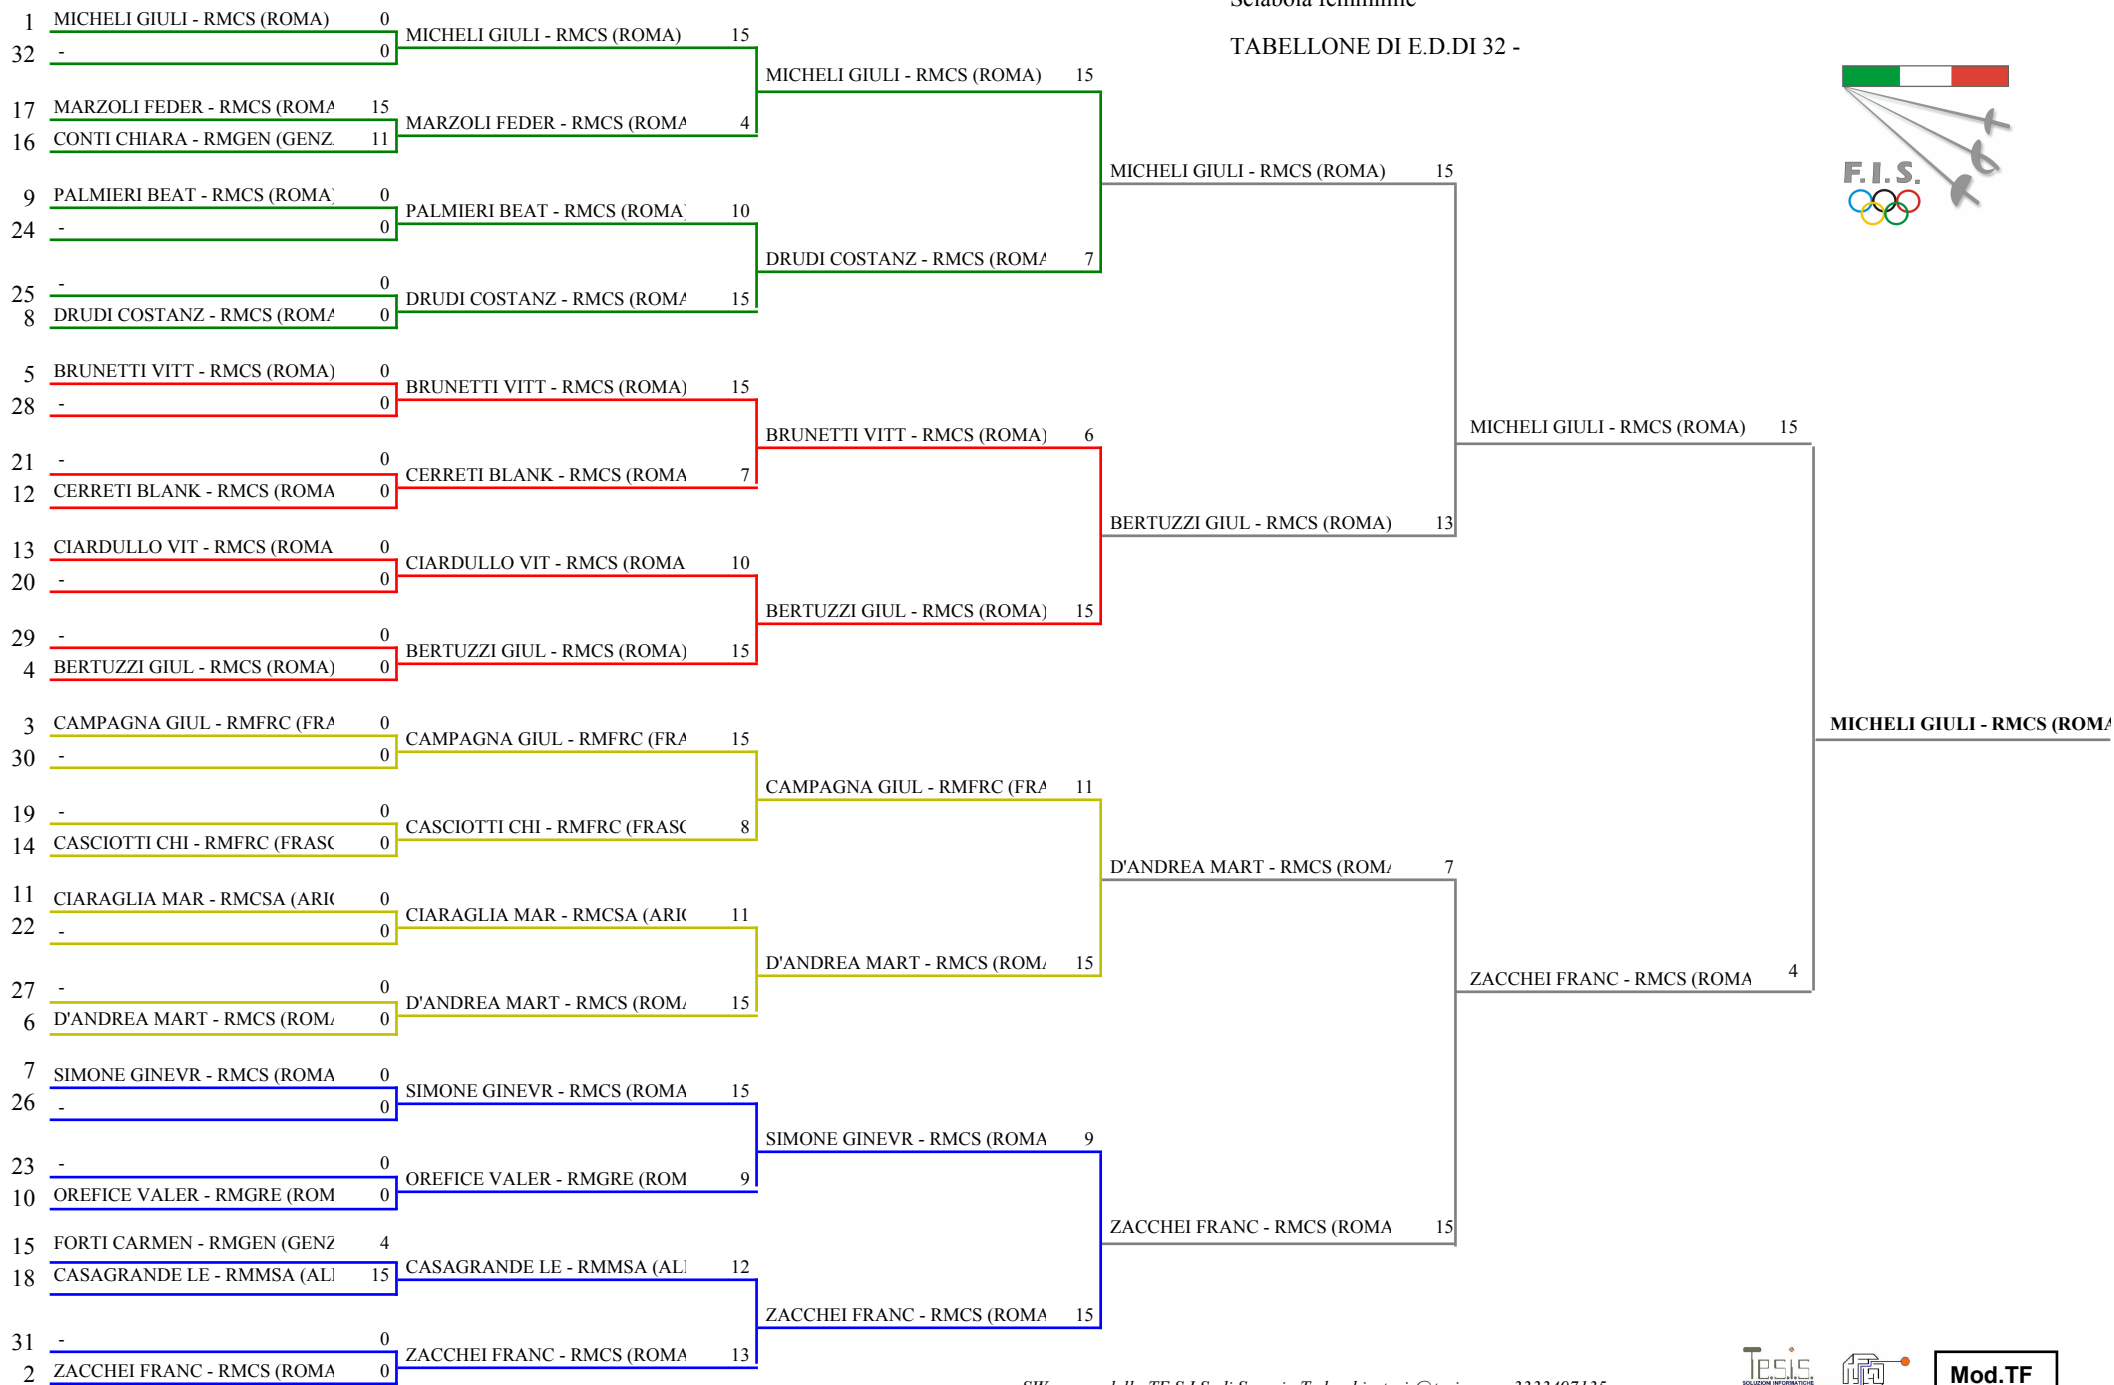 Sciabola femminile
TABELLONE DI E.D.DI 32 -
F.I.S.
1 MICHELI GIULI - RMCS (ROMA) 0
32 - 0
17 MARZOLI FEDER - RMCS (ROMA 15
16 CONTI CHIARA - RMGEN (GENZ 11
9 PALMIERI BEAT - RMCS (ROMA) 0
24 - 0
25 - 0
8 DRUDI COSTANZ - RMCS (ROMA 0
5 BRUNETTI VITT - RMCS (ROMA) 0
28 - 0
21 - 0
12 CERRETI BLANK - RMCS (ROMA 0
13 CIARDULLO VIT - RMCS (ROMA 0
20 - 0
29 - 0
4 BERTUZZI GIUL - RMCS (ROMA) 0
3 CAMPAGNA GIUL - RMFRC (FRA 0
30 - 0
19 - 0
14 CASCIOTTI CHI - RMFRC (FRASC 0
11 CIARAGLIA MAR - RMCSA (ARIC 0
22 - 0
27 - 0
6 D'ANDREA MART - RMCS (ROMA 0
7 SIMONE GINEVR - RMCS (ROMA 0
26 - 0
23 - 0
10 OREFICE VALER - RMGRE (ROM 0
15 FORTI CARMEN - RMGEN (GENZ 4
18 CASAGRANDE LE - RMMSA (ALI 15
31 - 0
2 ZACCHEI FRANC - RMCS (ROMA 0
MICHELI GIULI - RMCS (ROMA) 15
MARZOLI FEDER - RMCS (ROMA 4
PALMIERI BEAT - RMCS (ROMA) 10
DRUDI COSTANZ - RMCS (ROMA 15
BRUNETTI VITT - RMCS (ROMA) 15
CERRETI BLANK - RMCS (ROMA 7
CIARDULLO VIT - RMCS (ROMA 10
BERTUZZI GIUL - RMCS (ROMA) 15
CAMPAGNA GIUL - RMFRC (FRA 15
CASCIOTTI CHI - RMFRC (FRASC 8
CIARAGLIA MAR - RMCSA (ARIC 11
D'ANDREA MART - RMCS (ROMA 15
SIMONE GINEVR - RMCS (ROMA 15
OREFICE VALER - RMGRE (ROM 9
CASAGRANDE LE - RMMSA (ALI 12
ZACCHEI FRANC - RMCS (ROMA 13
MICHELI GIULI - RMCS (ROMA) 15
DRUDI COSTANZ - RMCS (ROMA 7
BRUNETTI VITT - RMCS (ROMA) 6
BERTUZZI GIUL - RMCS (ROMA) 15
CAMPAGNA GIUL - RMFRC (FRA 11
D'ANDREA MART - RMCS (ROMA 15
SIMONE GINEVR - RMCS (ROMA 9
ZACCHEI FRANC - RMCS (ROMA 15
MICHELI GIULI - RMCS (ROMA) 15
BERTUZZI GIUL - RMCS (ROMA) 13
D'ANDREA MART - RMCS (ROMA 7
ZACCHEI FRANC - RMCS (ROMA 15
MICHELI GIULI - RMCS (ROMA) 15
ZACCHEI FRANC - RMCS (ROMA 4
MICHELI GIULI - RMCS (ROMA
Te.s.i.s.
SOLUZIONI INFORMATICHE
Mod.TF